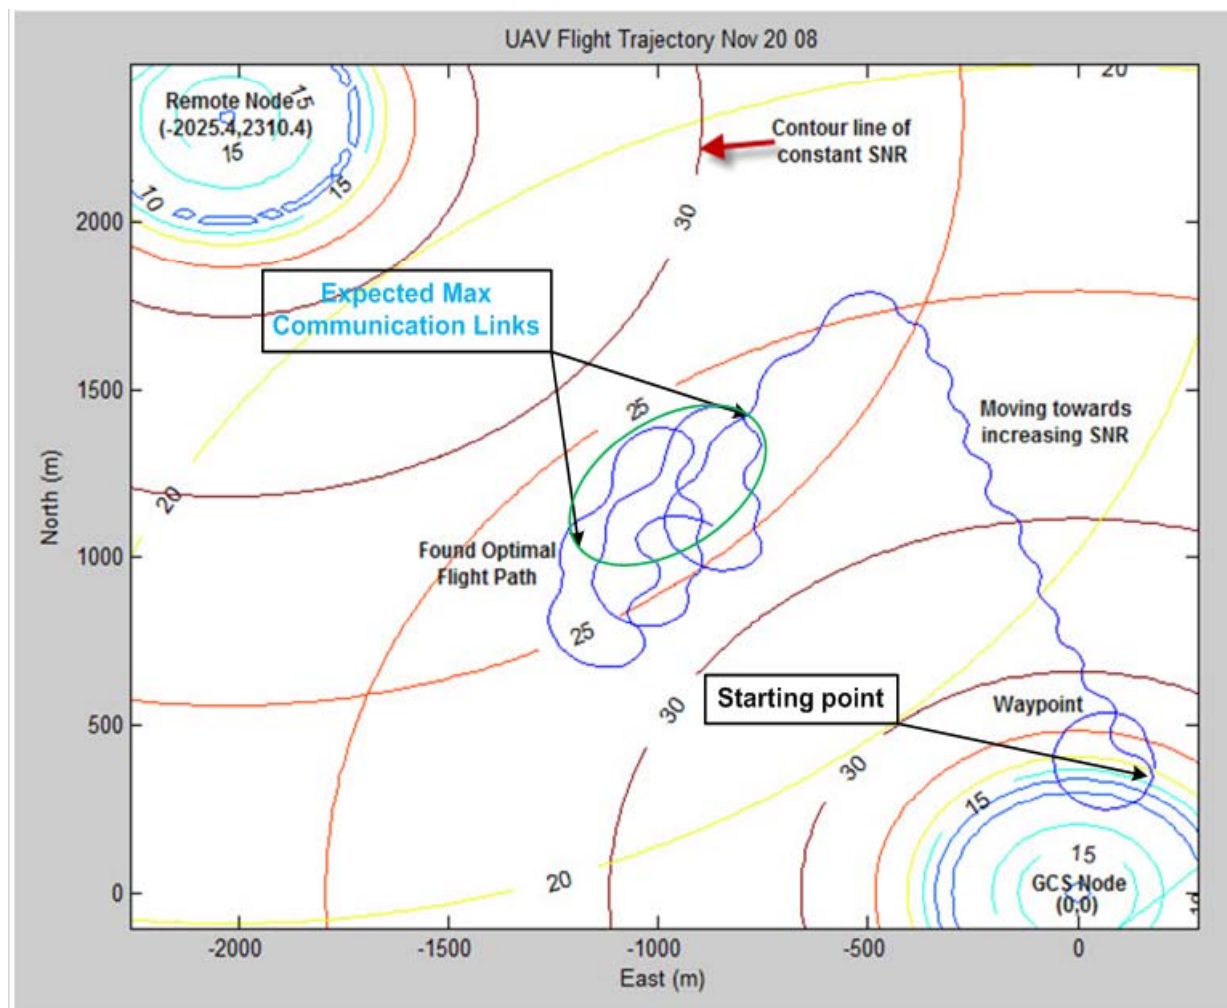 UAV Flight Trajectory Nov 20 08
20
Remote Node
(-2025.4,2310.4)
15
15
Contour line of
constant SNR
10
15
30
2000
Expected Max
Communication Links
1500
25
Moving towards
increasing SNR
20
North (m)
1000
Found Optimal
Flight Path
25
Starting point
30
Waypoint
500
30
15
15
20
GCS Node
(0,0)
0
-2000
-1500
-1000
-500
0
East (m)